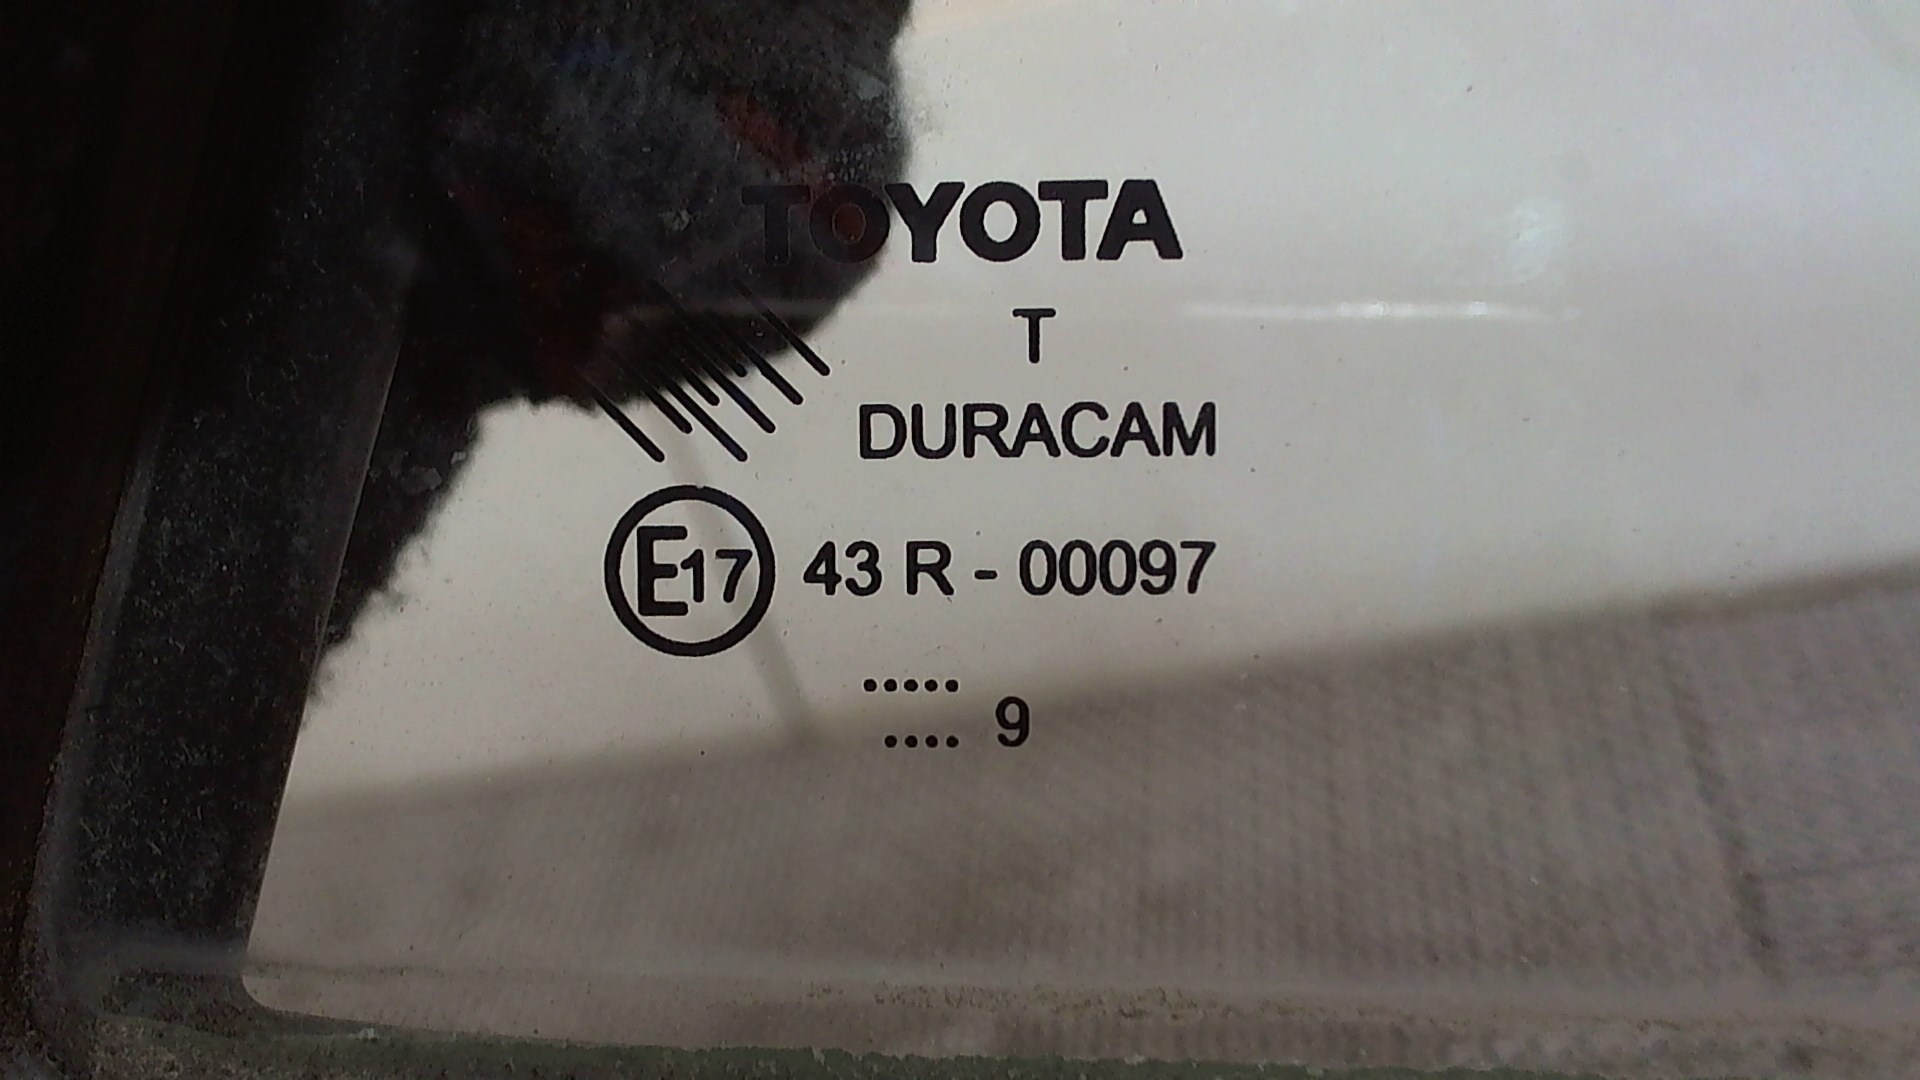 TOYOTA
T
DURACAM
E17 43 R - 00097
..... 
.... 9